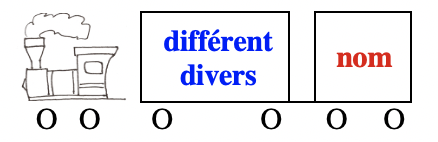 différent
divers
nom
O O O O O O